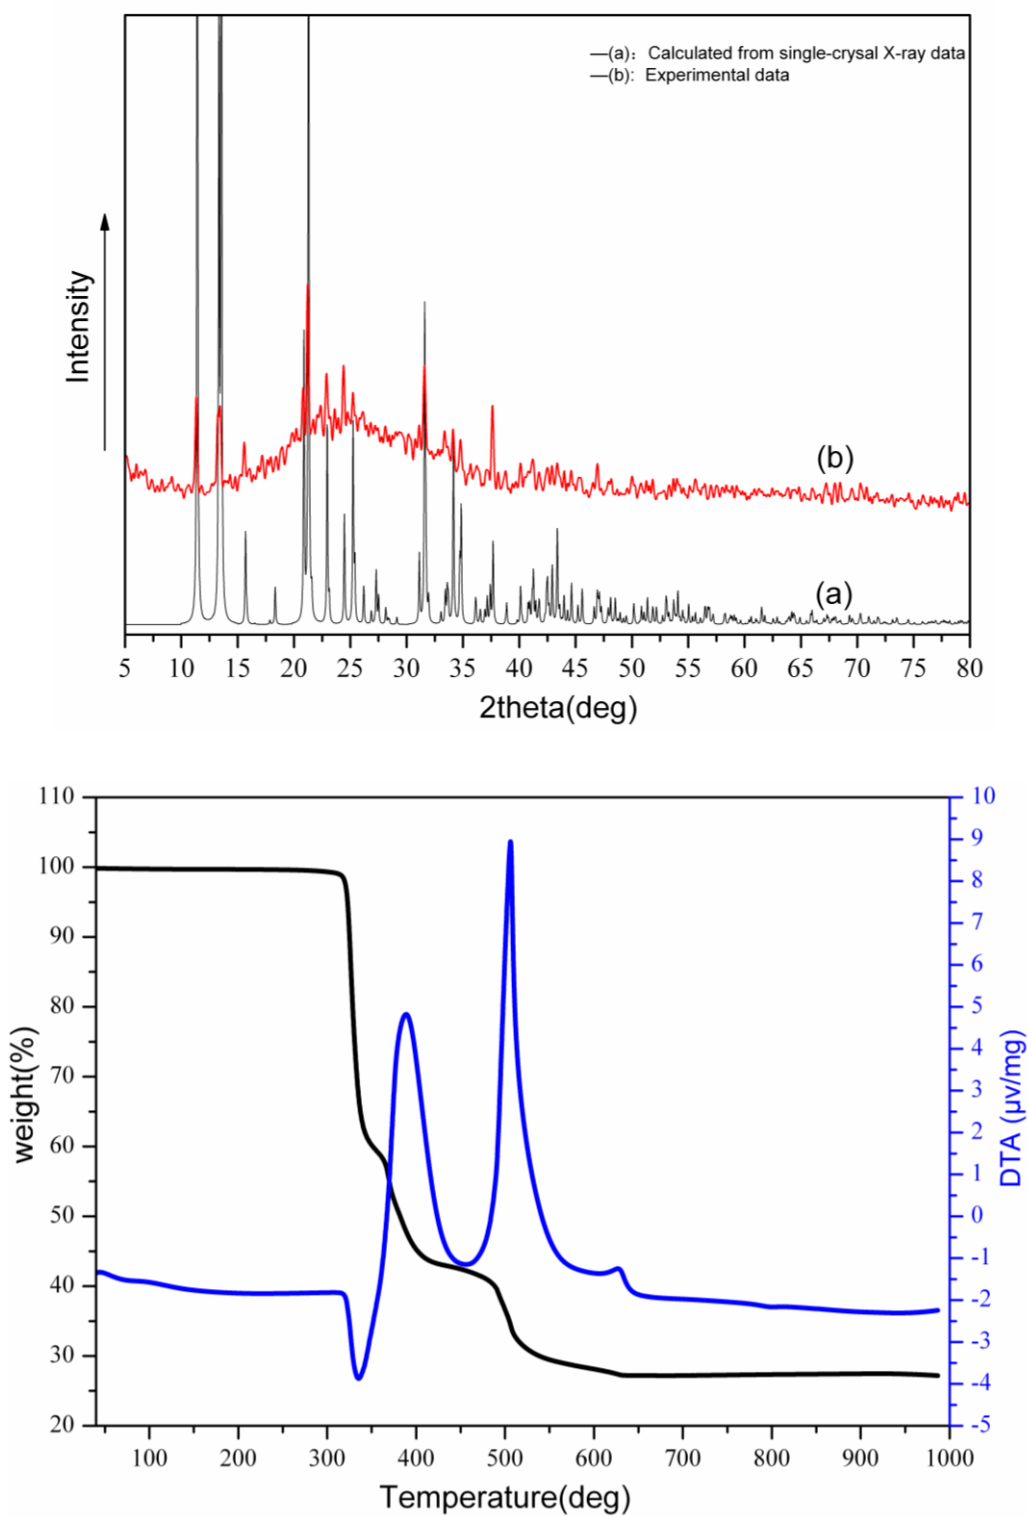 —(a): Calculated from single-crysal X-ray data
—(b): Experimental data
Intensity
(b)
(a)
5 10 15 20 25 30 35 40 45 50 55 60 65 70 75 80
2theta(deg)
110
100
90
80
70
60
50
40
30
20
weight(%)
10
9
8
7
6
5
4
3
2
1
0
-1
-2
-3
-4
-5
DTA (μv/mg)
100 200 300 400 500 600 700 800 900 1000
Temperature(deg)